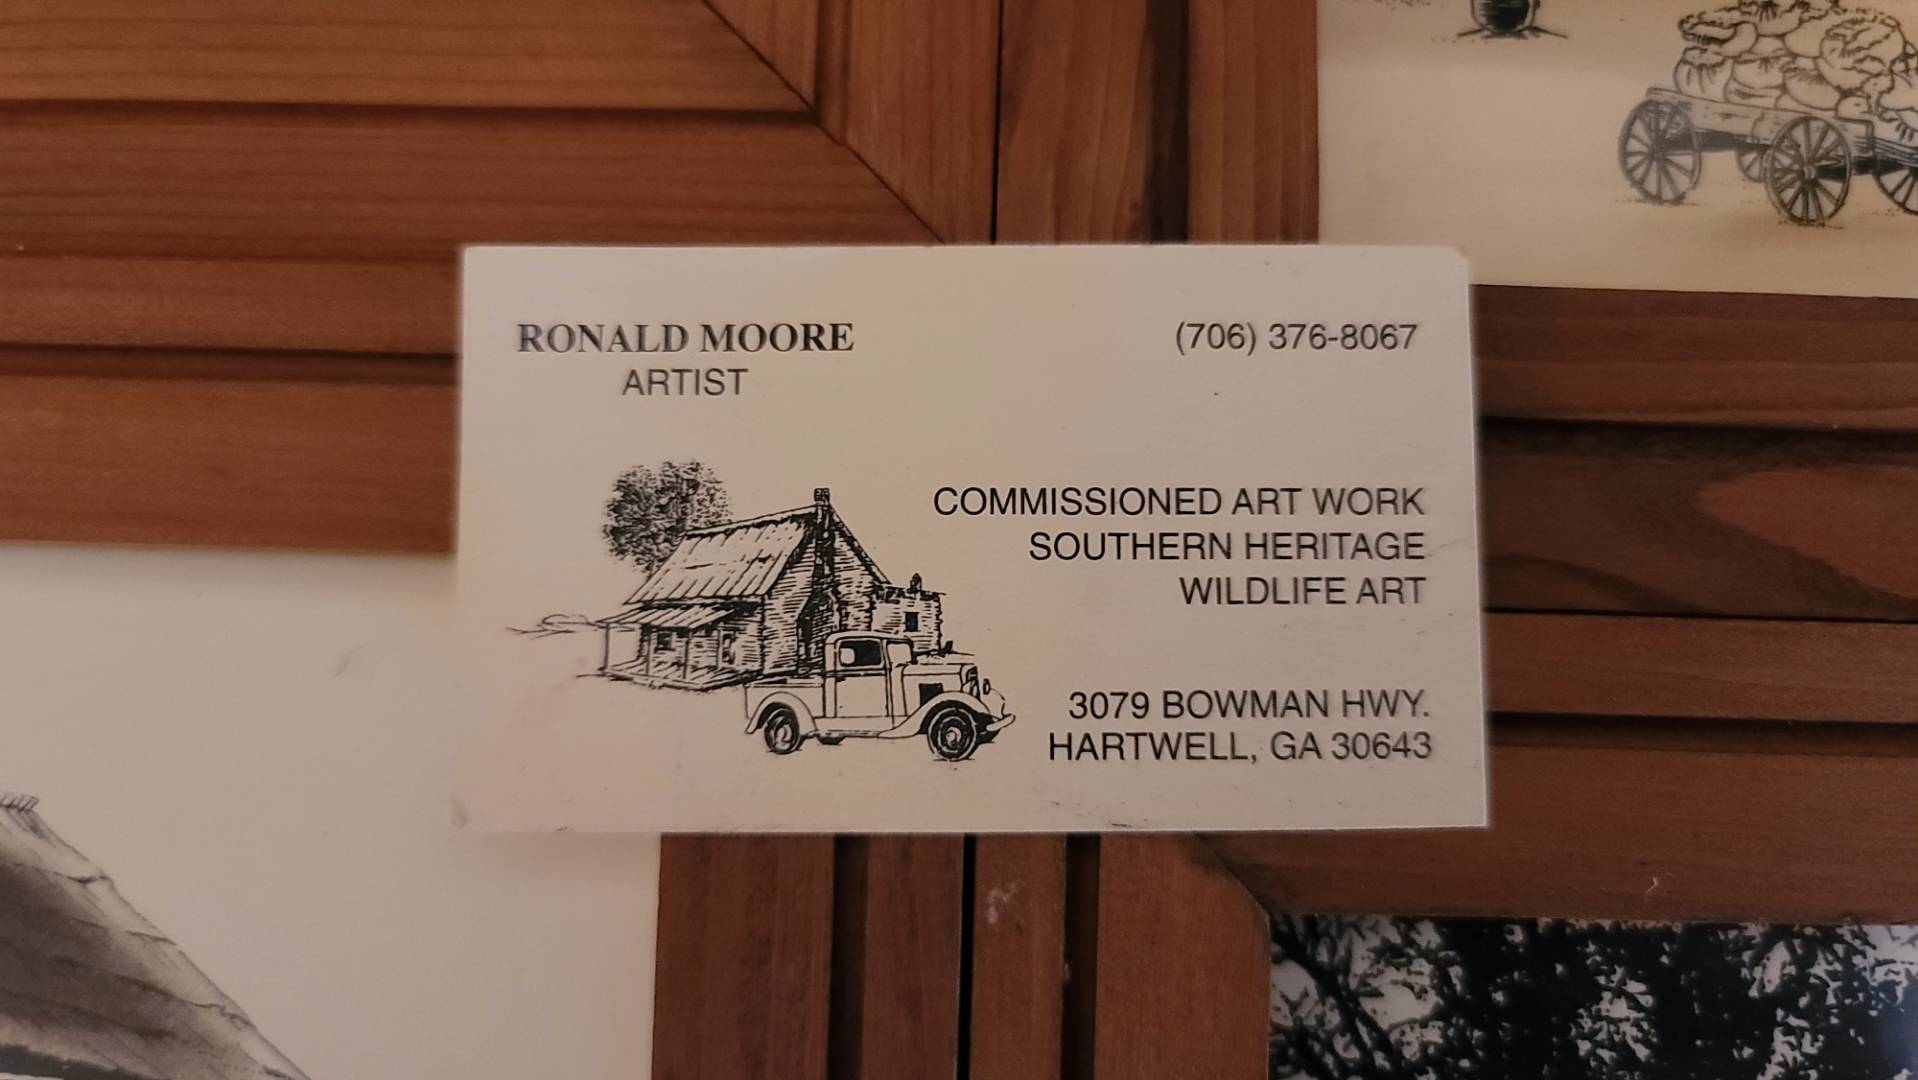 RONALD MOORE
ARTIST
(706) 376-8067
COMMISSIONED ART WORK
SOUTHERN HERITAGE
WILDLIFE ART
3079 BOWMAN HWY.
HARTWELL, GA 30643